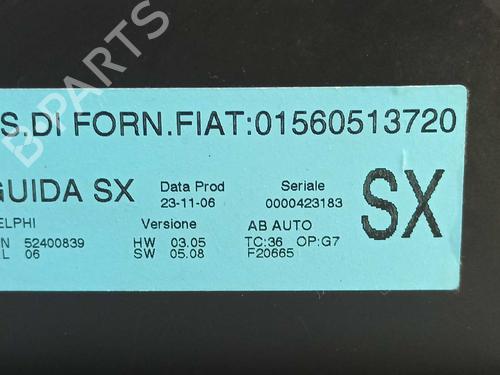 S.DI FORN.FIAT:01560513720
GUIDA SX
Data Prod
23-11-06
Seriale
0000423183
SX
ELPHI
Versione
AB AUTO
N 52400839
HW 03.05
TC:36 OP:G7
L 06
SW 05.08
F20665
B-PARTS